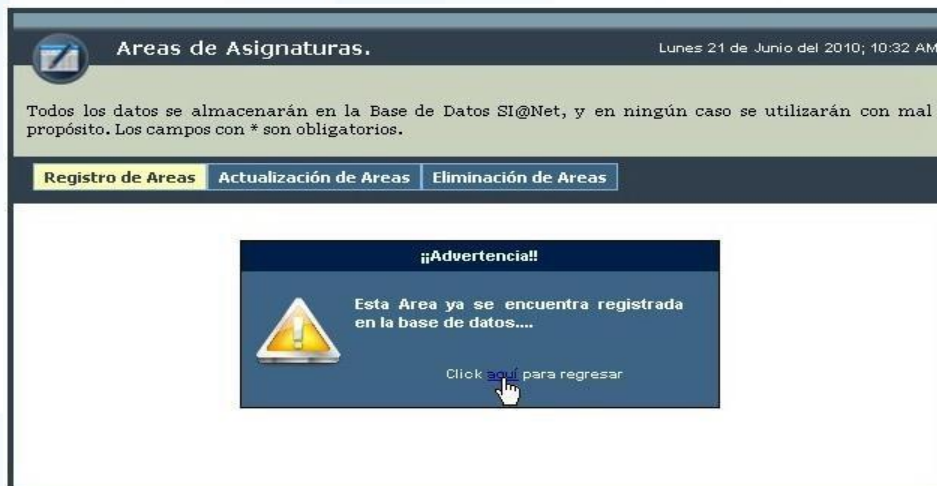 Areas de Asignaturas.
Lunes 21 de Junio del 2010; 10:32 AM
Todos los datos se almacenarán en la Base de Datos SI@Net, y en ningún caso se utilizarán con mal
propósito. Los campos con * son obligatorios.
Registro de Areas Actualización de Areas Eliminación de Areas
¡¡Advertencia!!
Esta Area ya se encuentra registrada
en la base de datos....
Click aquí para regresar